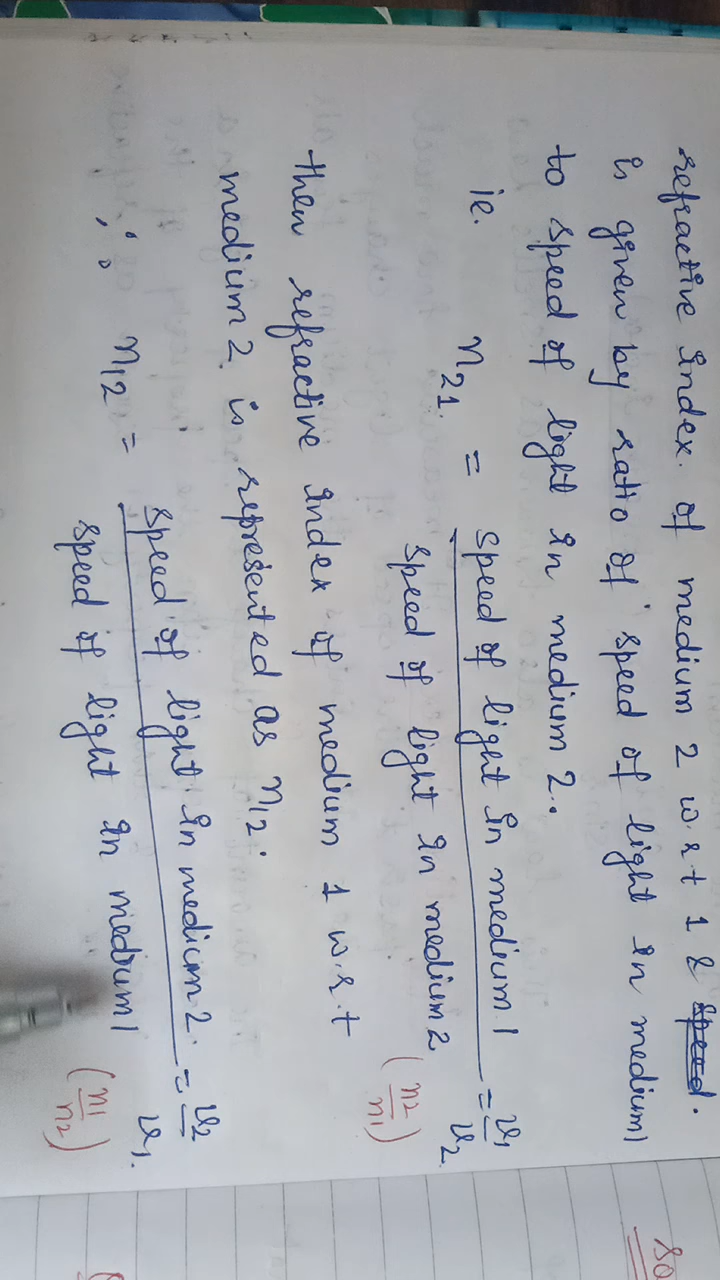 refractive index. of medium 2 w.r.t 1 & speed.
is given by ratio of speed of light in medium 1
to speed of light in medium 2.
ie. n21. = speed of light in medium 1 / speed of light in medium 2 = v1/v2. (n2/n1)
then refractive index of medium 1 w.r.t
medium 2. is represented as n12.
∴ n12 = speed of light in medium 2. / speed of light in medium 1 = v2/v1. (n1/n2)